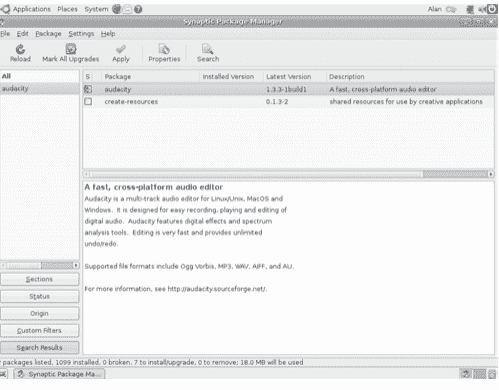 Applications Places System Alan
Synaptic Package Manager
File Edit Package Settings Help
Reload Mark All Upgrades Apply Properties Search
All
audacity
S Package Installed Version Latest Version Description
audacity 1.3.3-1build1 A fast, cross-platform audio editor
create-resources 0.1.3-2 shared resources for use by creative applications
A fast, cross-platform audio editor
Audacity is a multi-track audio editor for Linux/Unix, MacOS and
Windows. It is designed for easy recording, playing and editing of
digital audio. Audacity features digital effects and spectrum
analysis tools. Editing is very fast and provides unlimited
undo/redo.
Supported file formats include Ogg Vorbis, MP3, WAV, AIFF, and AU.
For more information, see http://audacity.sourceforge.net/.
Sections
Status
Origin
Custom Filters
Search Results
packages listed, 1099 installed, 0 broken. 7 to install/upgrade, 0 to remove; 18.0 MB will be used
Synaptic Package Ma...